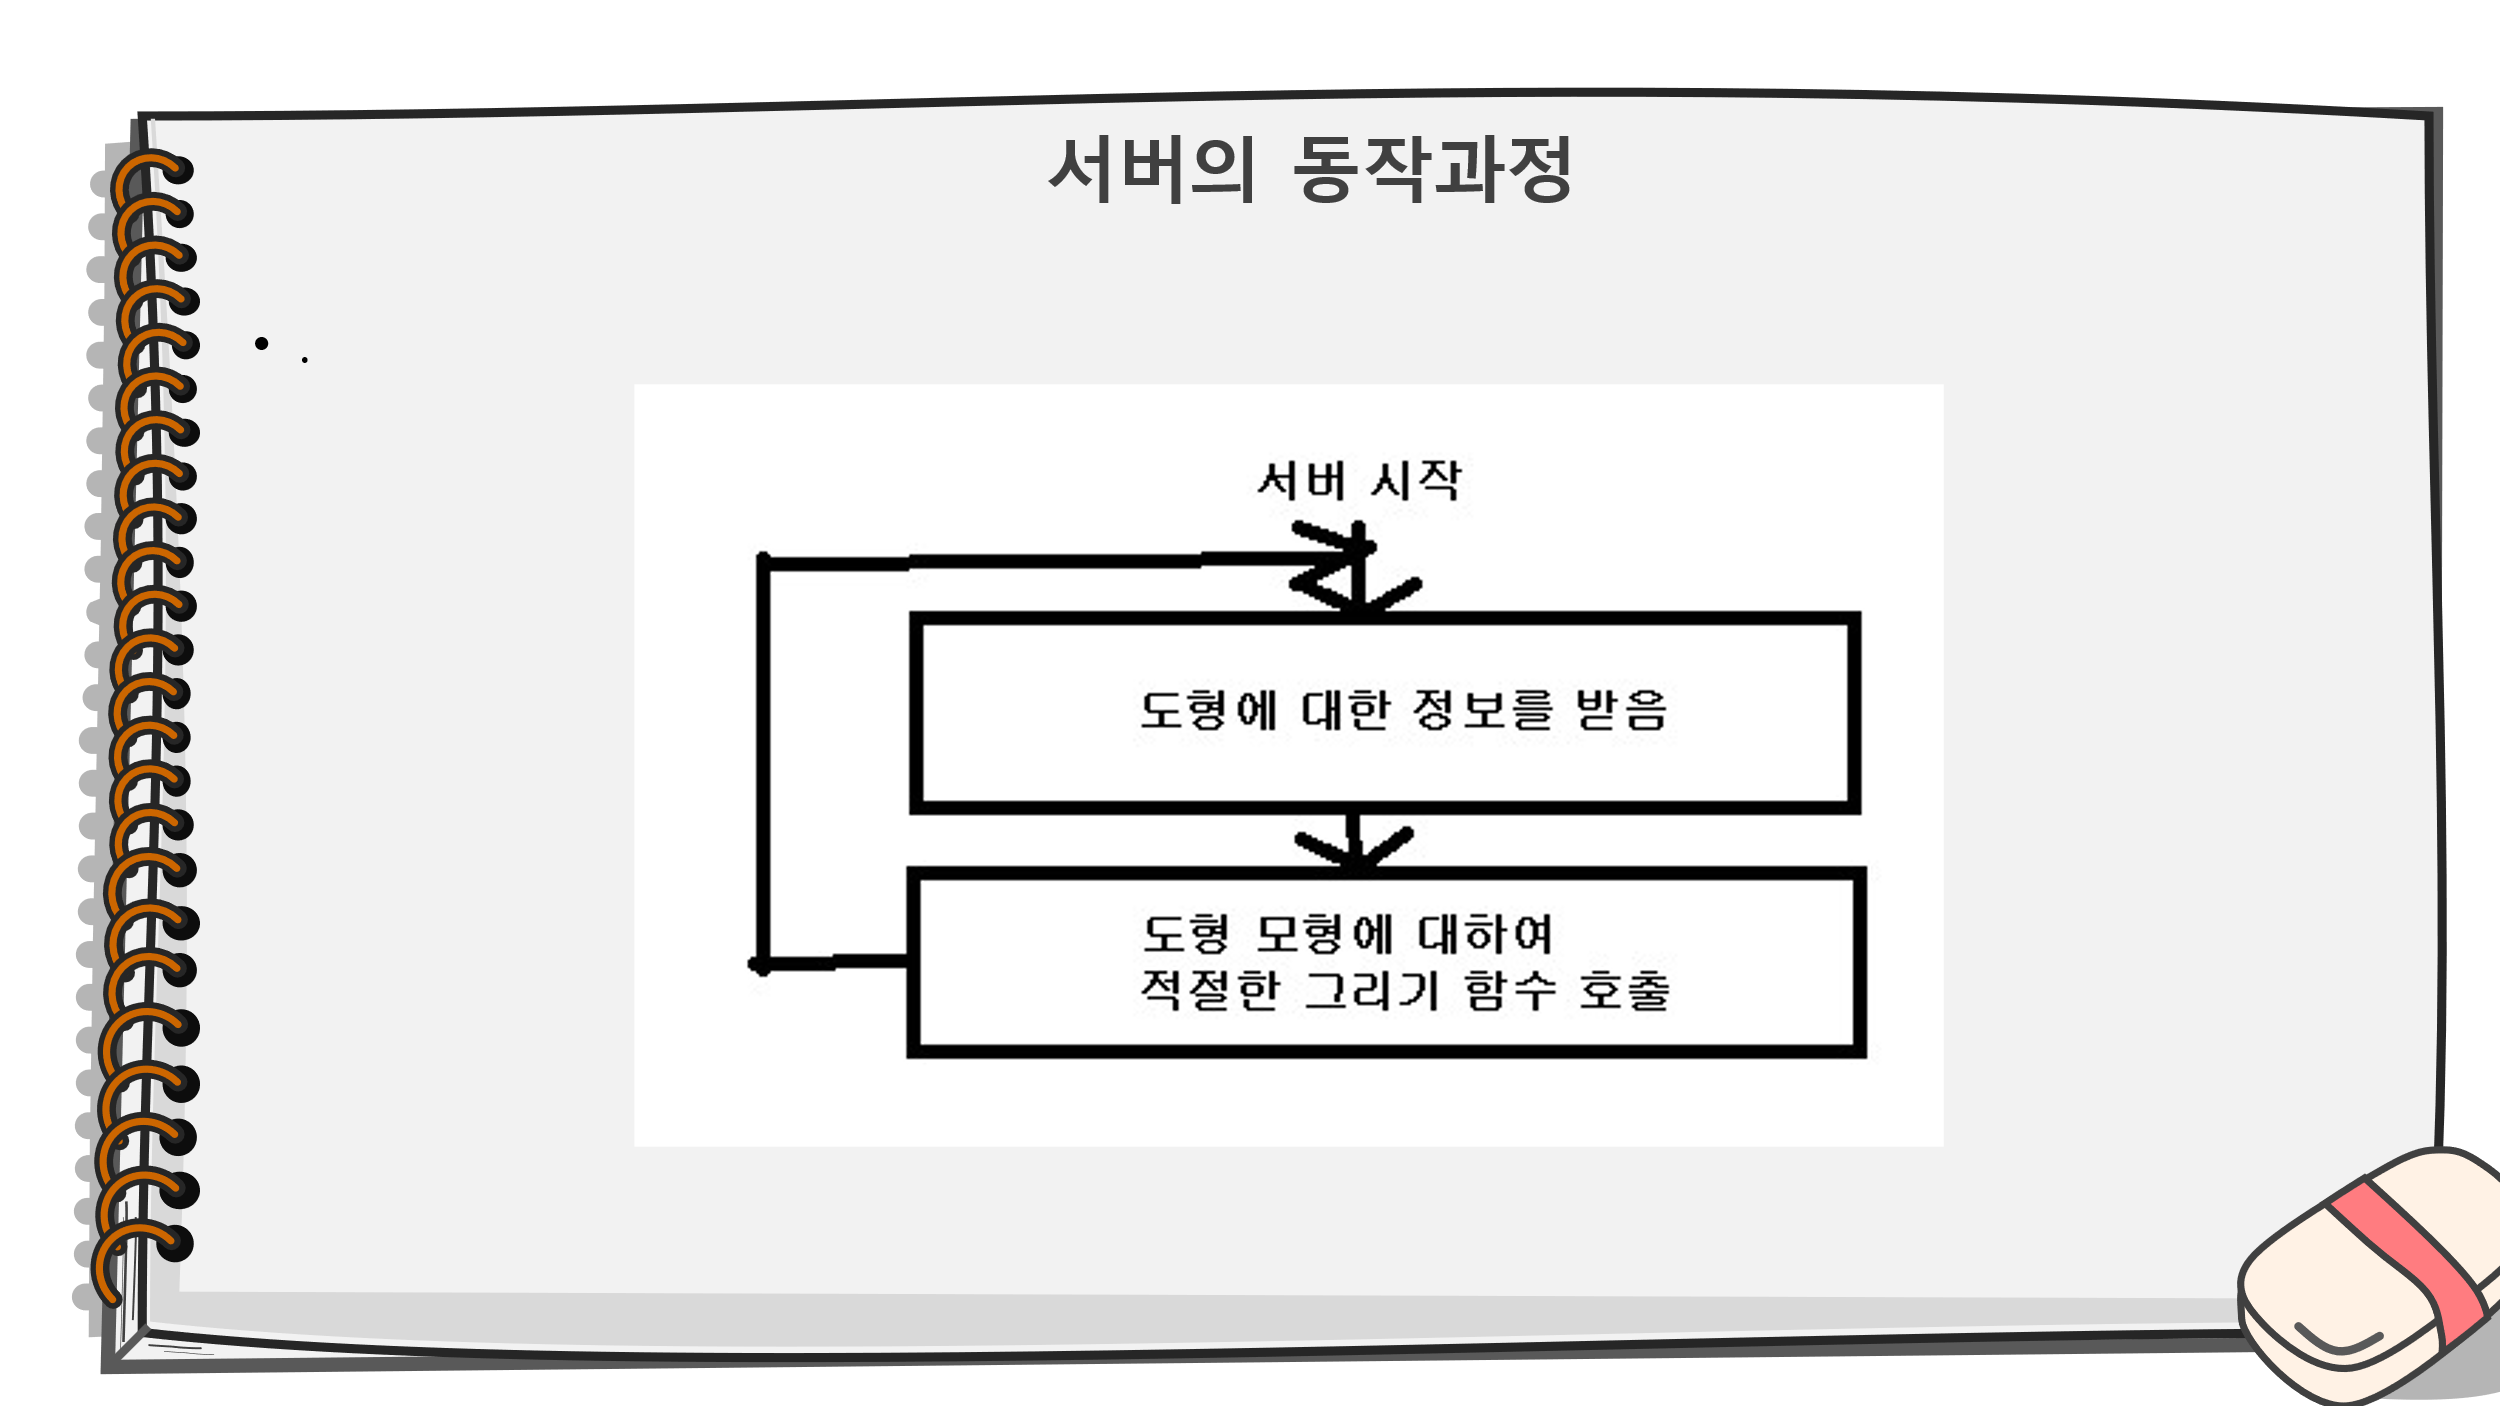 서버의 동작과정
서버 시작
도형에 대한 정보를 받음
도형 모형에 대하여
적절한 그리기 함수 호출